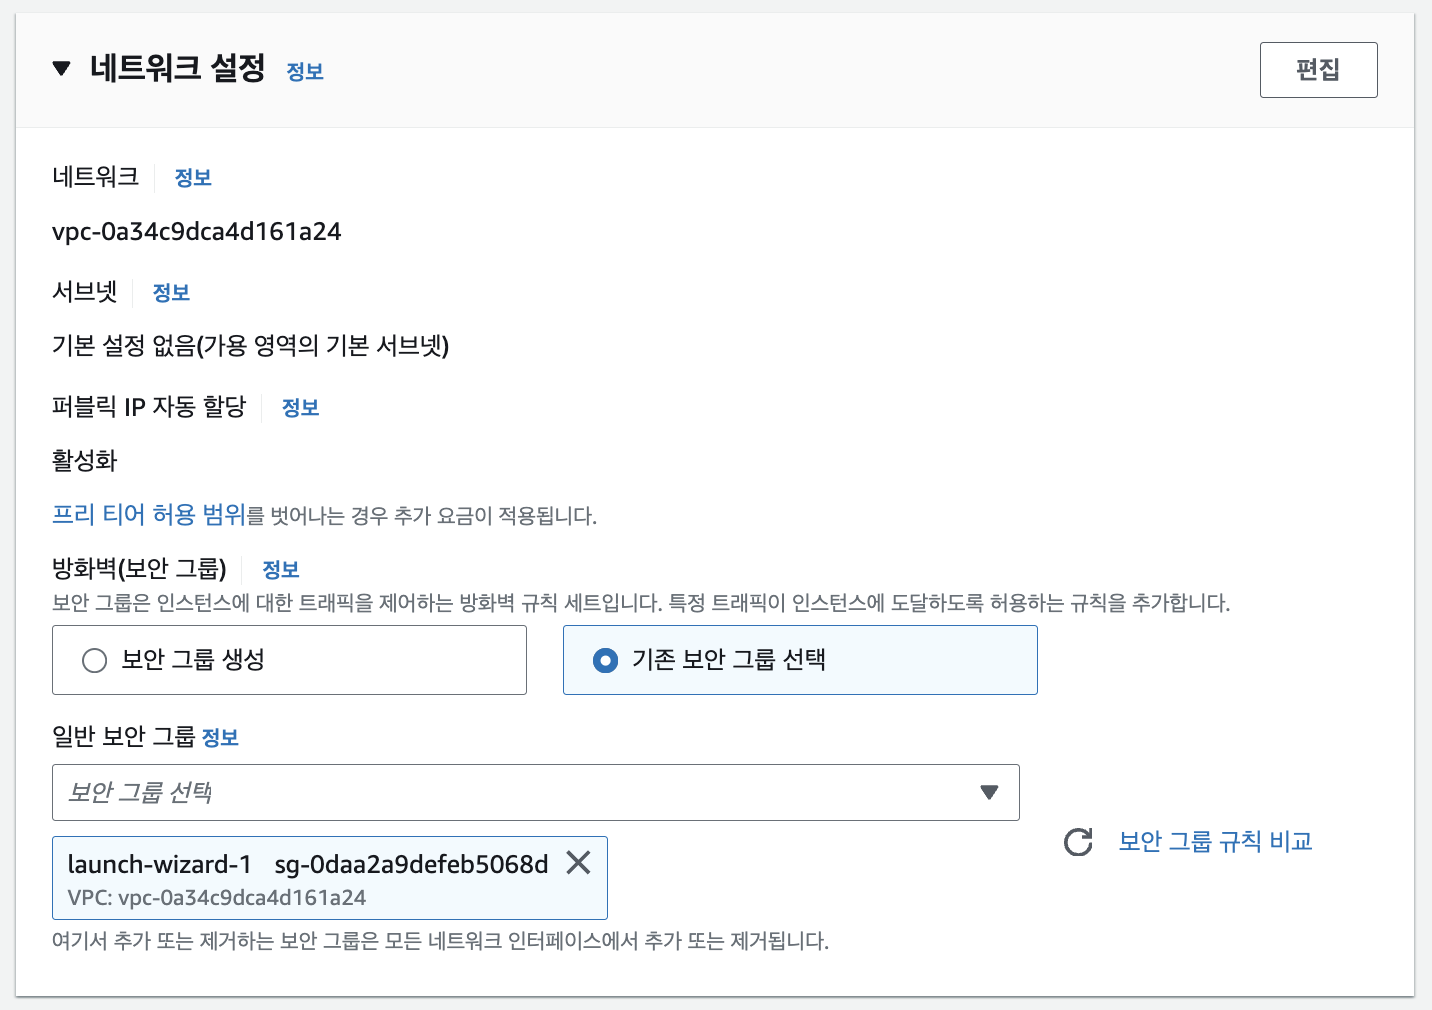 네트워크 설정 정보
편집
네트워크 정보
vpc-0a34c9dca4d161a24
서브넷 정보
기본 설정 없음(가용 영역의 기본 서브넷)
퍼블릭 IP 자동 할당 정보
활성화
프리 티어 허용 범위를 벗어나는 경우 추가 요금이 적용됩니다.
방화벽(보안 그룹) 정보
보안 그룹은 인스턴스에 대한 트래픽을 제어하는 방화벽 규칙 세트입니다. 특정 트래픽이 인스턴스에 도달하도록 허용하는 규칙을 추가합니다.
보안 그룹 생성
기존 보안 그룹 선택
일반 보안 그룹 정보
보안 그룹 선택
launch-wizard-1 sg-0daa2a9defeb5068d
VPC: vpc-0a34c9dca4d161a24
보안 그룹 규칙 비교
여기서 추가 또는 제거하는 보안 그룹은 모든 네트워크 인터페이스에서 추가 또는 제거됩니다.